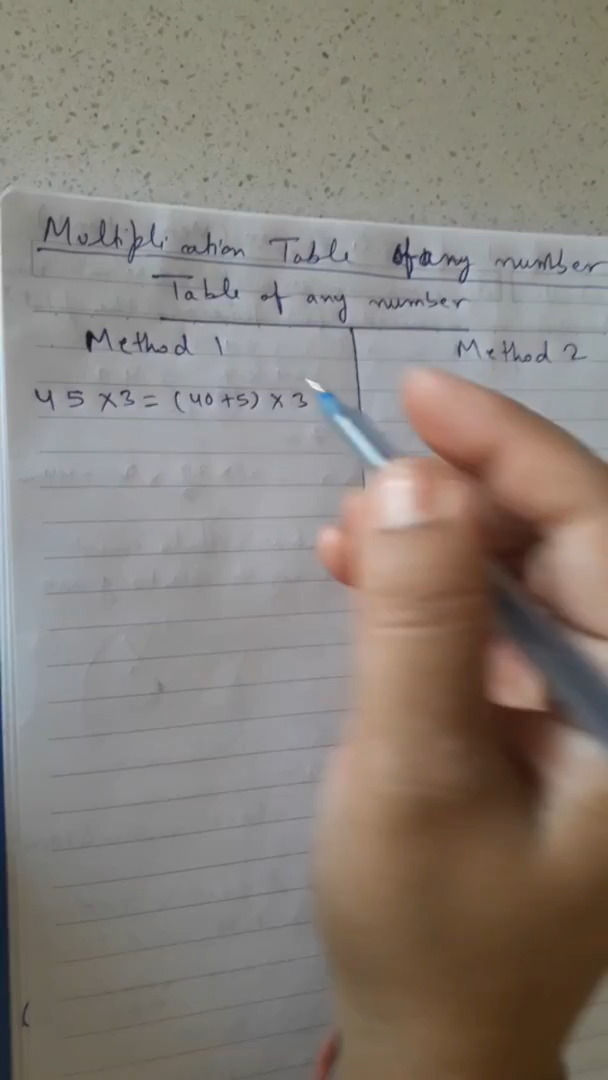 Multiplication Table of any number
Table of any number
Method 1
Method 2
45 x3 = (40+5) x 3